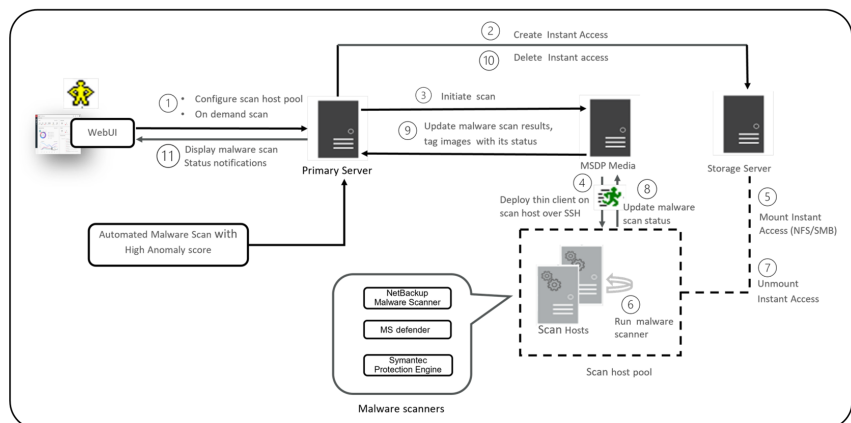 2
Create Instant Access
10
Delete Instant access
1
• Configure scan host pool
• On demand scan
3
Initiate scan
WebUI
9
Update malware scan results,
tag images with its status
11
Display malware scan
Status notifications
Primary Server
MSDP Media
Storage Server
4
Deploy thin client on
scan host over SSH
8
Update malware
scan status
5
Mount Instant
Access (NFS/SMB)
Automated Malware Scan with
High Anomaly score
7
Unmount
Instant Access
NetBackup
Malware Scanner
MS defender
Symantec
Protection Engine
Scan Hosts
6
Run malware
scanner
Scan host pool
Malware scanners